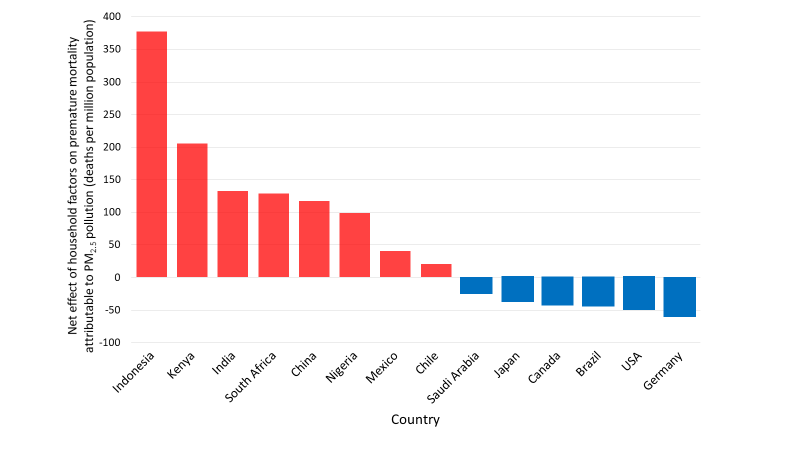 Net effect of household factors on premature mortality
attributable to PM2.5 pollution (deaths per million population)
400
350
300
250
200
150
100
50
0
-50
-100
Indonesia
Kenya
India
South Africa
China
Nigeria
Mexico
Chile
Saudi Arabia
Japan
Canada
Brazil
USA
Germany
Country